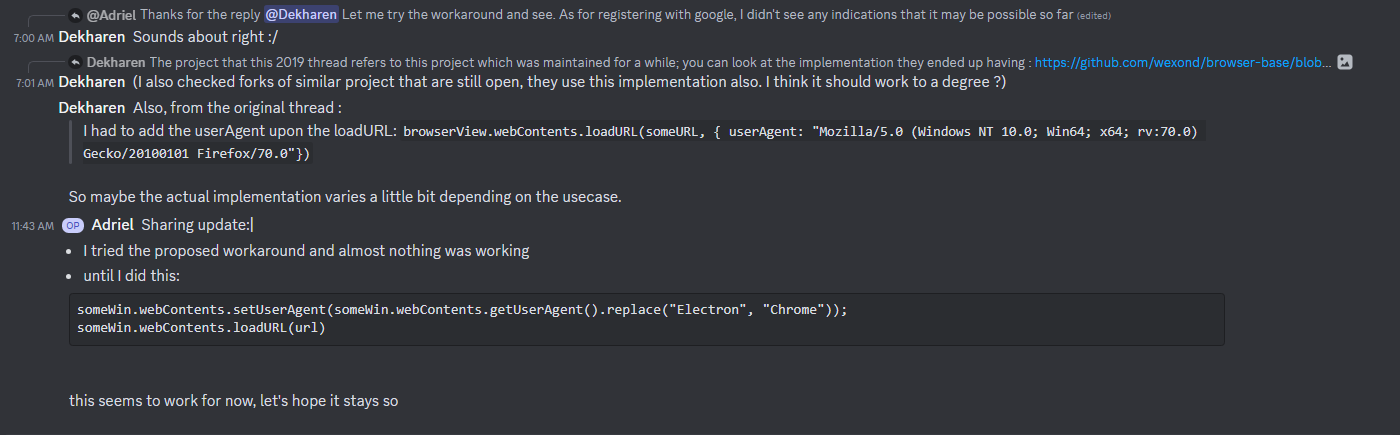 @Adriel Thanks for the reply @Dekharen Let me try the workaround and see. As for registering with google, I didn't see any indications that it may be possible so far (edited)
7:00 AM Dekharen Sounds about right :/
Dekharen The project that this 2019 thread refers to this project which was maintained for a while; you can look at the implementation they ended up having : https://github.com/wexond/browser-base/blob...
7:01 AM Dekharen (I also checked forks of similar project that are still open, they use this implementation also. I think it should work to a degree ?)
Dekharen Also, from the original thread :
I had to add the userAgent upon the loadURL: browserView.webContents.loadURL(someURL, { userAgent: "Mozilla/5.0 (Windows NT 10.0; Win64; x64; rv:70.0)
Gecko/20100101 Firefox/70.0"})
So maybe the actual implementation varies a little bit depending on the usecase.
11:43 AM OP Adriel Sharing update:|
• I tried the proposed workaround and almost nothing was working
• until I did this:
someWin.webContents.setUserAgent(someWin.webContents.getUserAgent().replace("Electron", "Chrome"));
someWin.webContents.loadURL(url)
this seems to work for now, let's hope it stays so